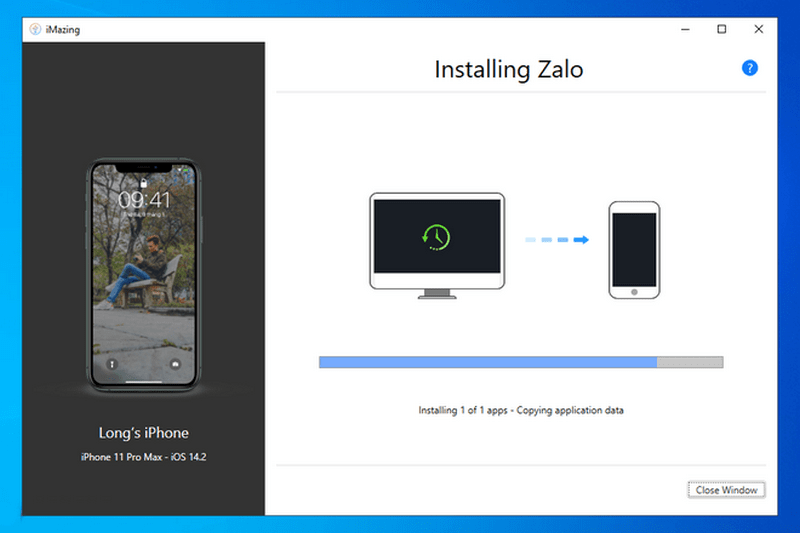 iMazing
Installing Zalo
?
09:41
Long's iPhone
iPhone 11 Pro Max - iOS 14.2
Installing 1 of 1 apps - Copying application data
Close Window